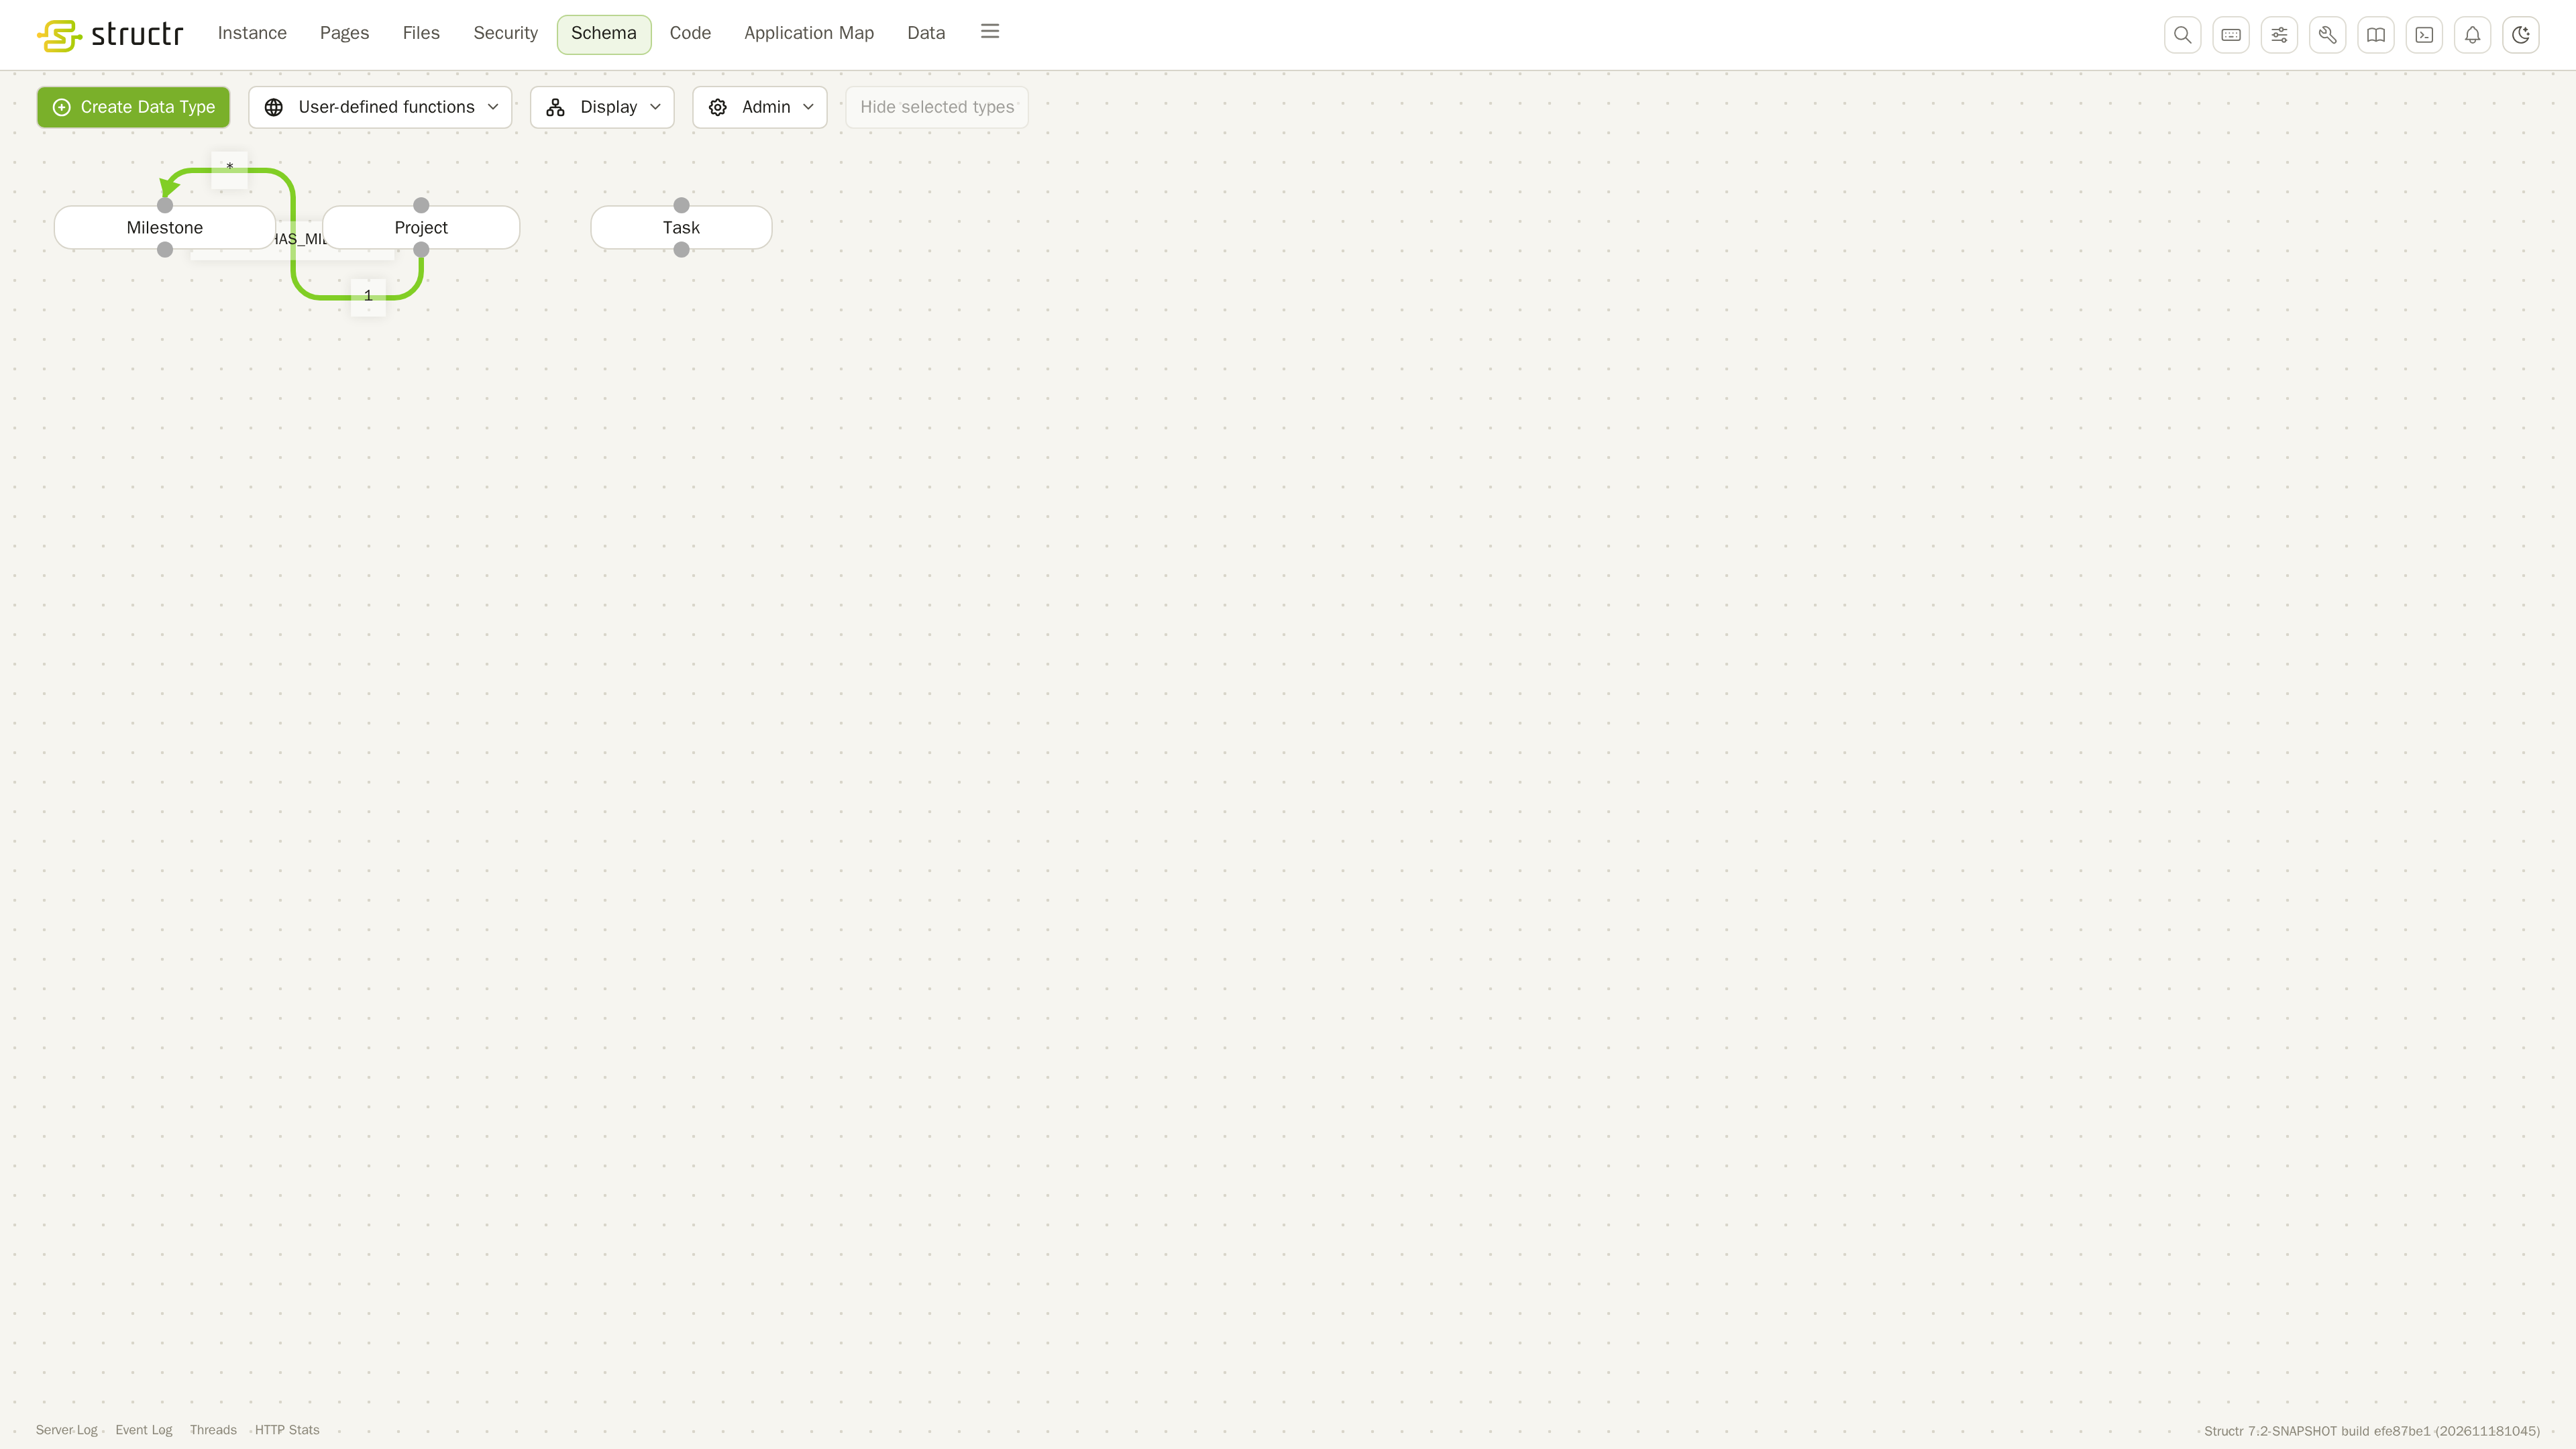 structr Instance Pages Files Security Schema Code Application Map Data
Create Data Type User-defined functions Display Admin Hide selected types
*
Milestone Project Task
1
Server Log Event Log Threads HTTP Stats Structr 7.2-SNAPSHOT build efe87be1 (202611181045)